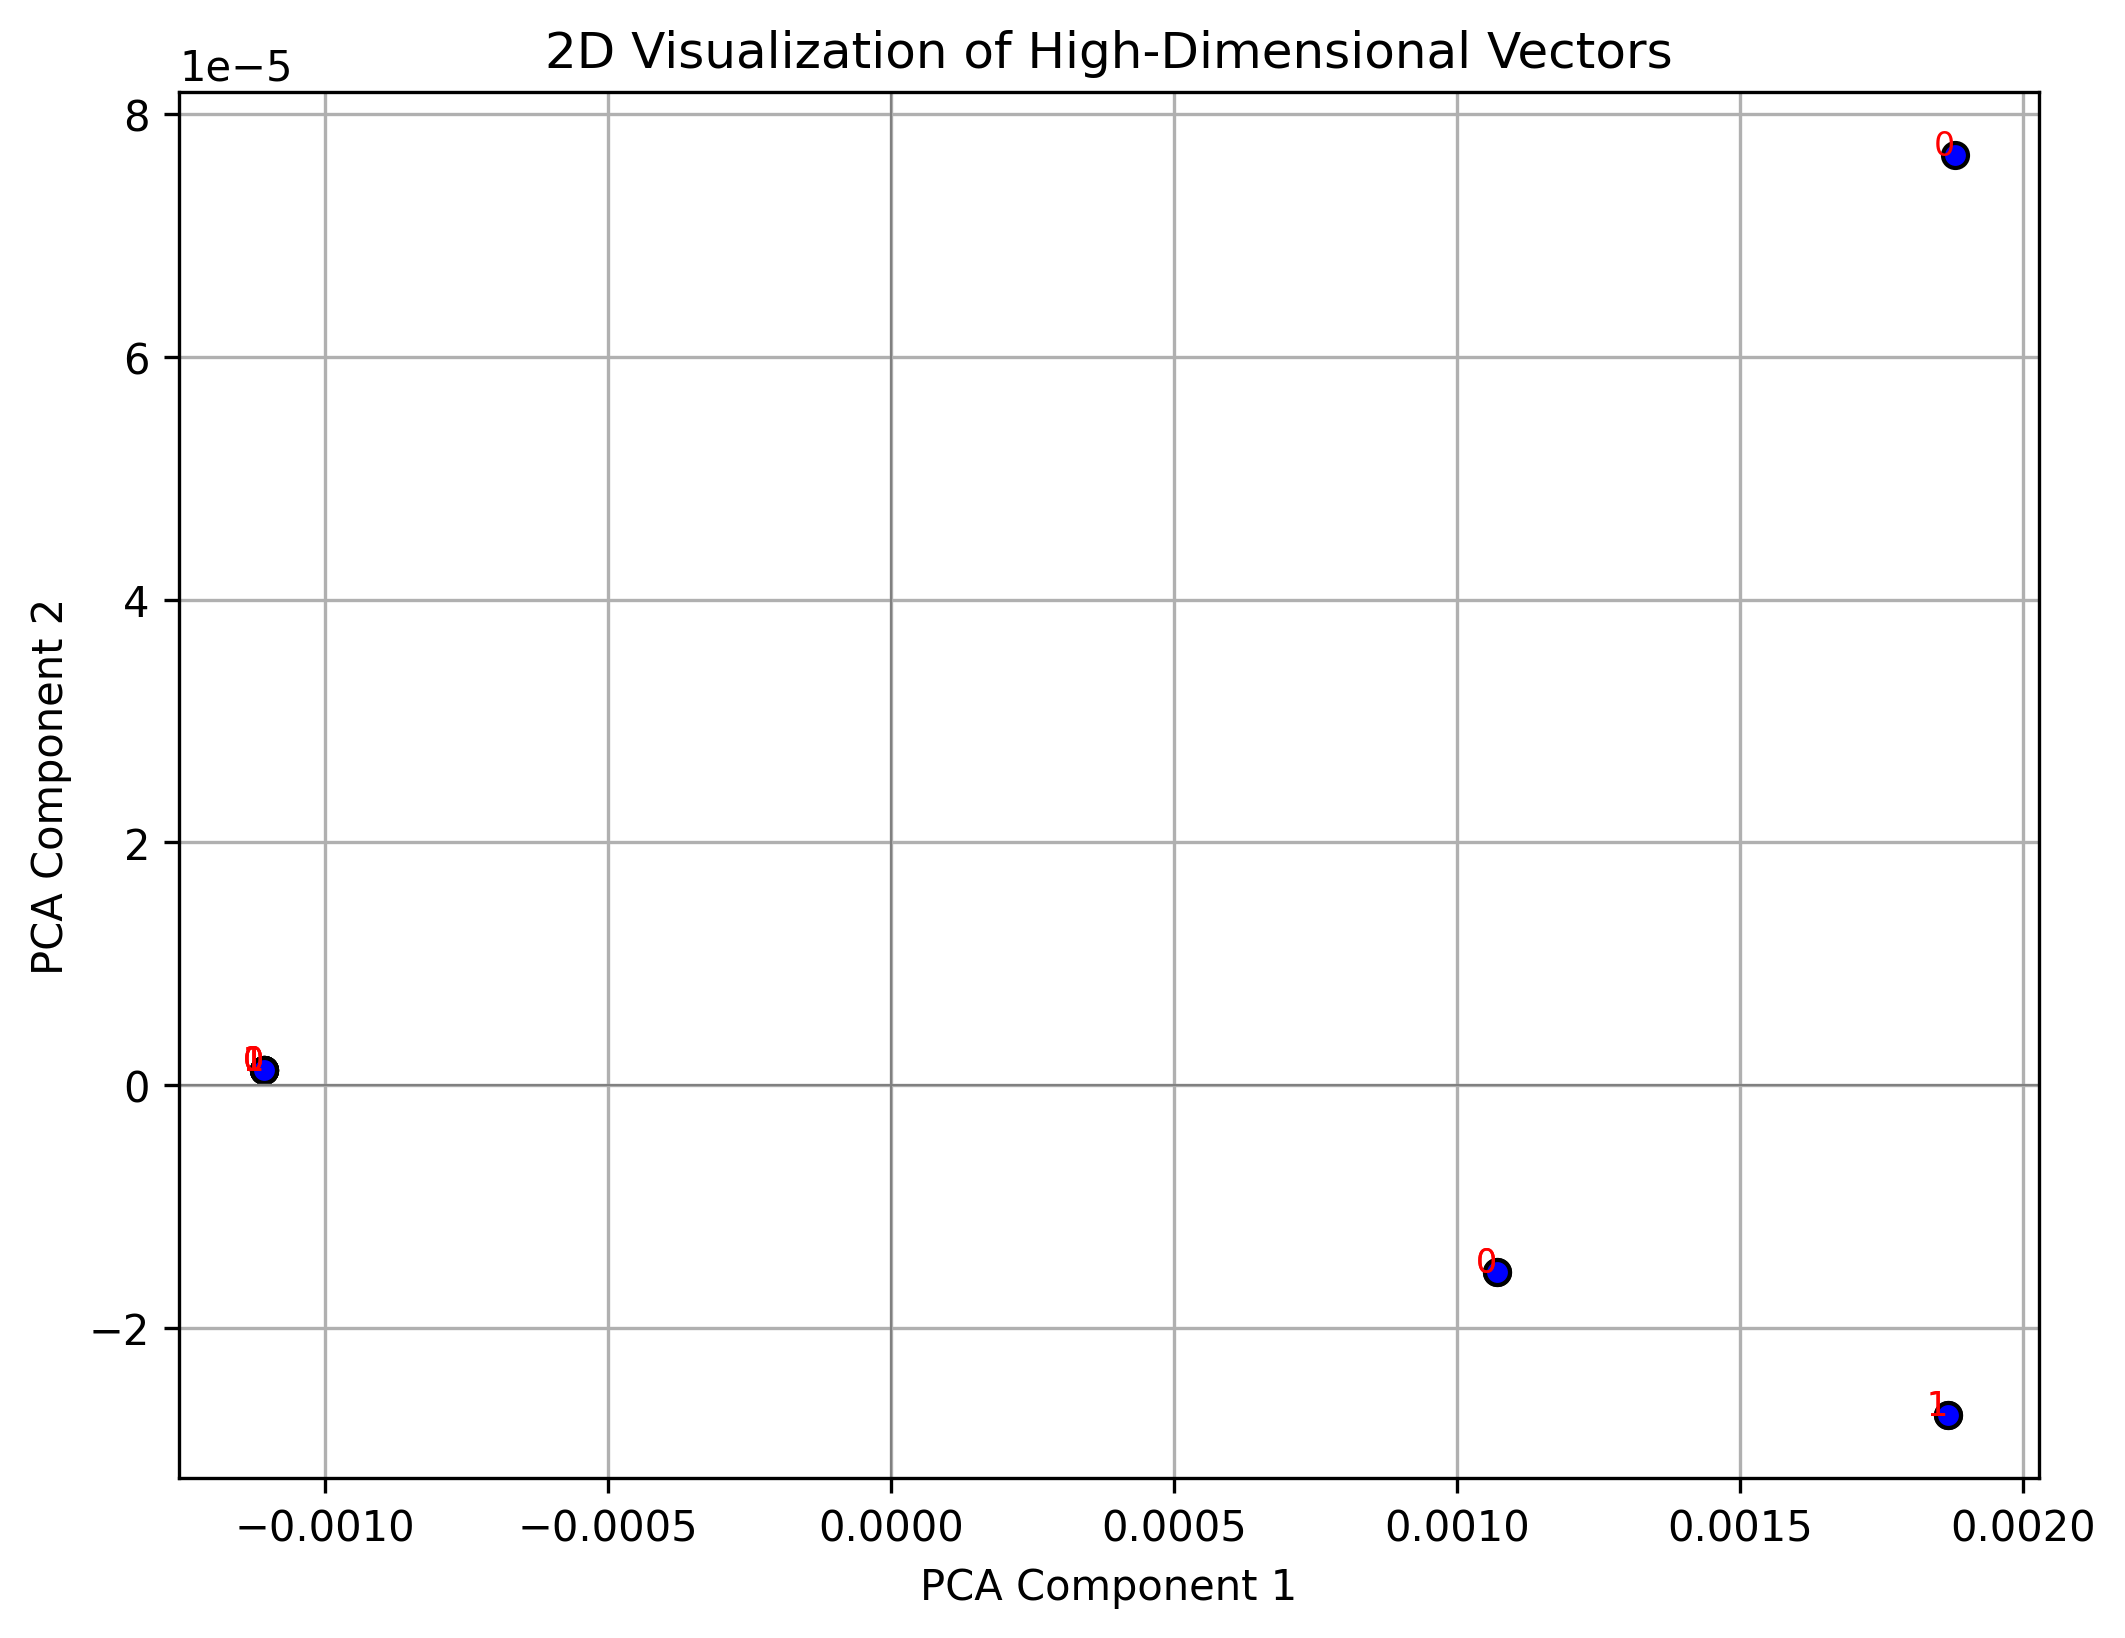 2D Visualization of High-Dimensional Vectors
1e−5
8
6
4
2
0
−2
PCA Component 2
0
0
1
−0.0010 −0.0005 0.0000 0.0005 0.0010 0.0015 0.0020
PCA Component 1